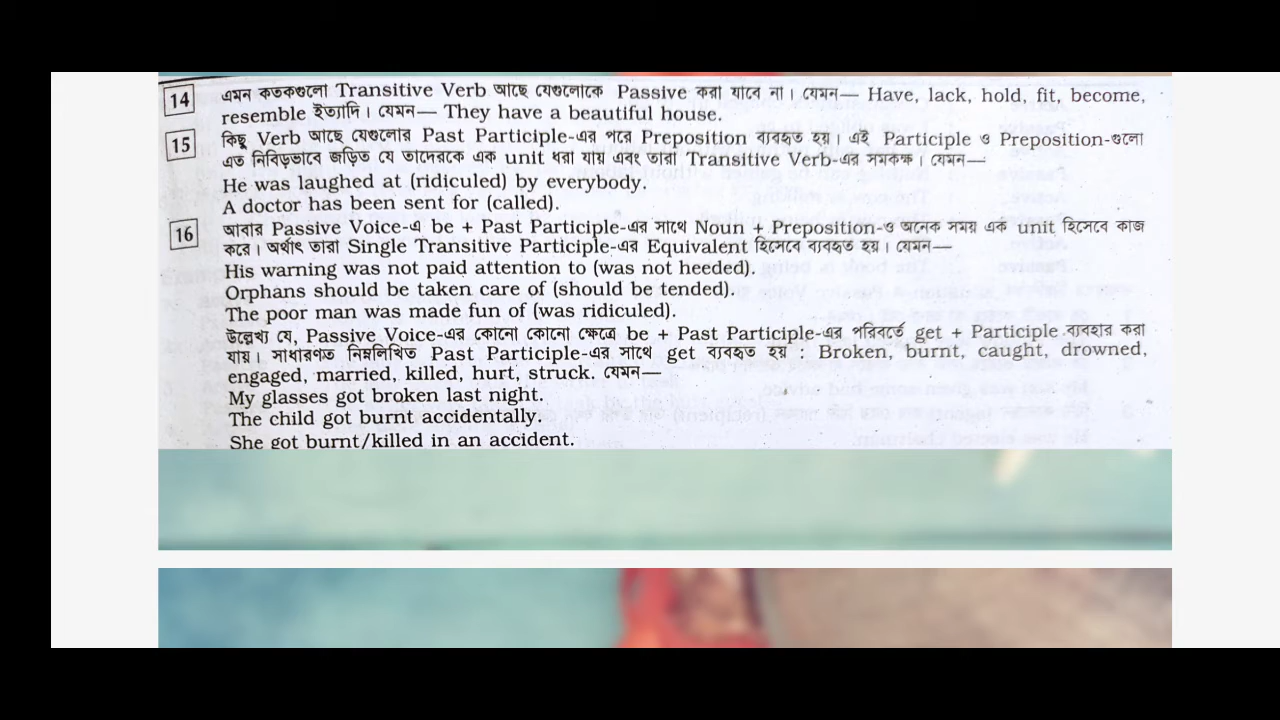 14 এমন কতকগুলো Transitive Verb আছে যেগুলোকে Passive করা যাবে না। যেমন— Have, lack, hold, fit, become,
resemble ইত্যাদি। যেমন— They have a beautiful house.
15 কিছু Verb আছে যেগুলোর Past Participle-এর পরে Preposition ব্যবহৃত হয়। এই Participle ও Preposition-গুলো
এত নিবিড়ভাবে জড়িত যে তাদেরকে এক unit ধরা যায় এবং তারা Transitive Verb-এর সমকক্ষ। যেমন—
He was laughed at (ridiculed) by everybody.
A doctor has been sent for (called).
16 আবার Passive Voice-এ be + Past Participle-এর সাথে Noun + Preposition-ও অনেক সময় এক unit হিসেবে কাজ
করে। অর্থাৎ তারা Single Transitive Participle-এর Equivalent হিসেবে ব্যবহৃত হয়। যেমন—
His warning was not paid attention to (was not heeded).
Orphans should be taken care of (should be tended).
The poor man was made fun of (was ridiculed).
উল্লেখ্য যে, Passive Voice-এর কোনো কোনো ক্ষেত্রে be + Past Participle-এর পরিবর্তে get + Participle ব্যবহার করা
যায়। সাধারণত নিম্নলিখিত Past Participle-এর সাথে get ব্যবহৃত হয় : Broken, burnt, caught, drowned,
engaged, married, killed, hurt, struck. যেমন—
My glasses got broken last night.
The child got burnt accidentally.
She got burnt/killed in an accident.